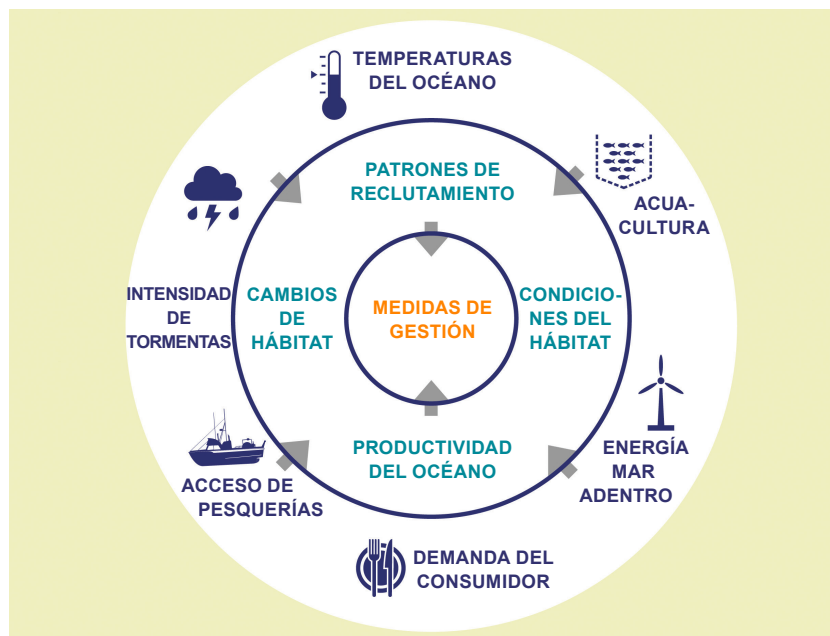 TEMPERATURAS
DEL OCÉANO
PATRONES DE
RECLUTAMIENTO
ACUA-
CULTURA
INTENSIDAD
DE
TORMENTAS
CAMBIOS
DE
HÁBITAT
MEDIDAS DE
GESTIÓN
CONDICIO-
NES DEL
HÁBITAT
PRODUCTIVIDAD
DEL OCÉANO
ENERGÍA
MAR
ADENTRO
ACCESO DE
PESQUERÍAS
DEMANDA DEL
CONSUMIDOR